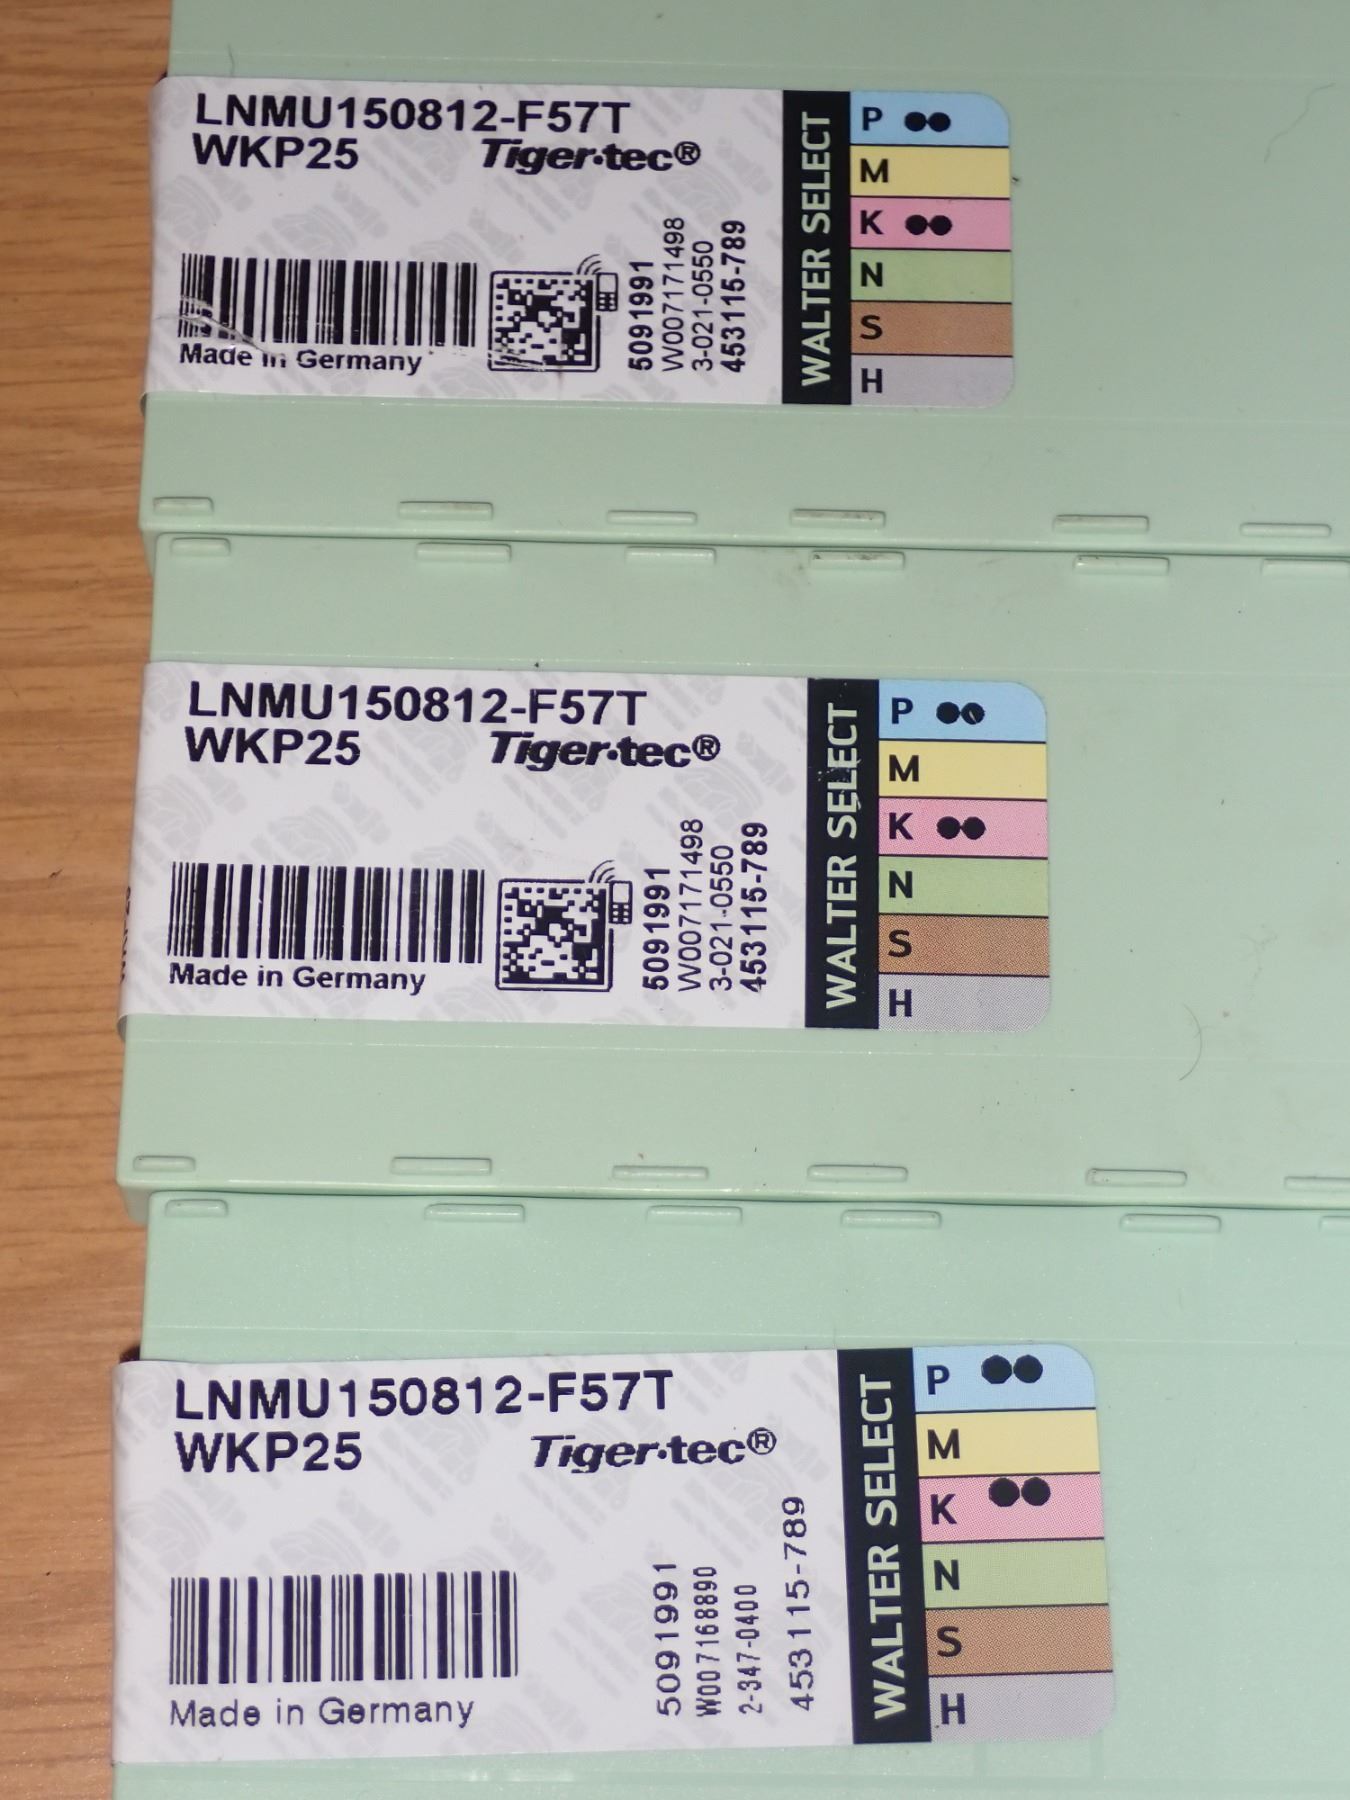 LNMU150812-F57T
WKP25 Tiger·tec®
Made in Germany
5091991
W007171498
3-021-0550
453115-789
WALTER SELECT
P
M
K
N
S
H
LNMU150812-F57T
WKP25 Tiger·tec®
Made in Germany
5091991
W007171498
3-021-0550
453115-789
WALTER SELECT
P
M
K
N
S
H
LNMU150812-F57T
WKP25 Tiger·tec®
Made in Germany
5091991
W007168890
2-347-0400
453115-789
WALTER SELECT
P
M
K
N
S
H